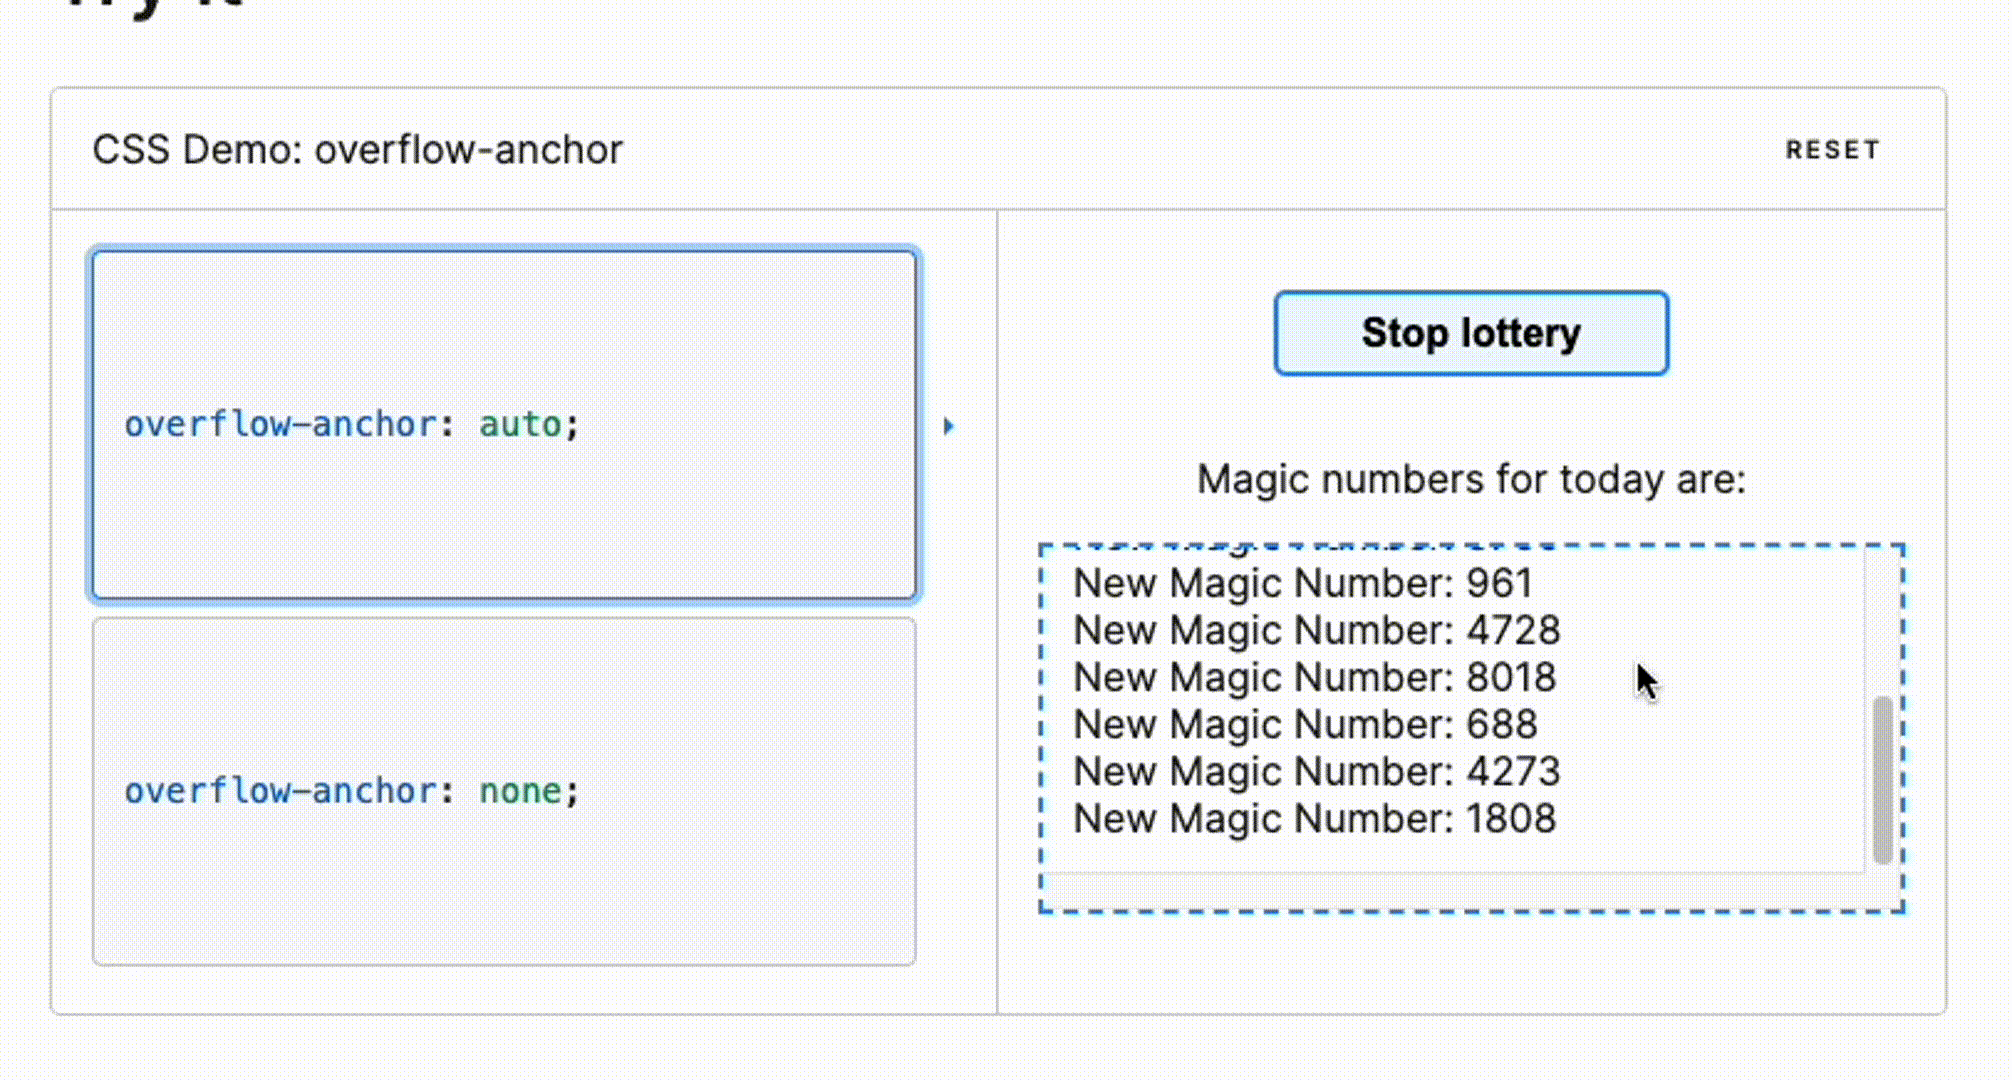 Try it
CSS Demo: overflow-anchor
RESET
overflow-anchor: auto;
overflow-anchor: none;
Stop lottery
Magic numbers for today are:
New Magic Number: 961
New Magic Number: 4728
New Magic Number: 8018
New Magic Number: 688
New Magic Number: 4273
New Magic Number: 1808